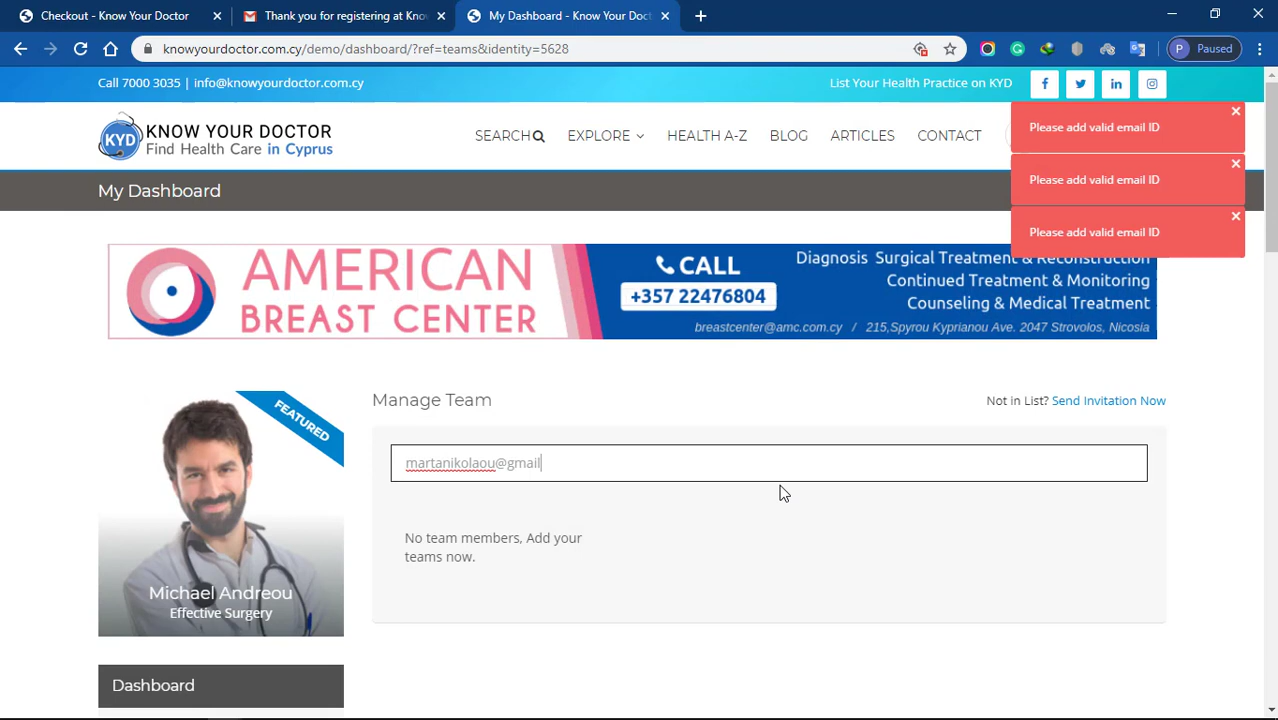 Checkout - Know Your Doctor
Thank you for registering at Know
My Dashboard - Know Your Doct
knowyourdoctor.com.cy/demo/dashboard/?ref=teams&identity=5628
P Paused
Call 7000 3035 | info@knowyourdoctor.com.cy
List Your Health Practice on KYD
KYD
KNOW YOUR DOCTOR
Find Health Care in Cyprus
SEARCH
EXPLORE
HEALTH A-Z
BLOG
ARTICLES
CONTACT
Please add valid email ID
Please add valid email ID
Please add valid email ID
My Dashboard
AMERICAN
BREAST CENTER
CALL
+357 22476804
Diagnosis Surgical Treatment & Reconstruction
Continued Treatment & Monitoring
Counseling & Medical Treatment
breastcenter@amc.com.cy / 215,Spyrou Kyprianou Ave. 2047 Strovolos, Nicosia
FEATURED
Michael Andreou
Effective Surgery
Dashboard
Manage Team
Not in List? Send Invitation Now
martanikolaou@gmail
No team members, Add your
teams now.